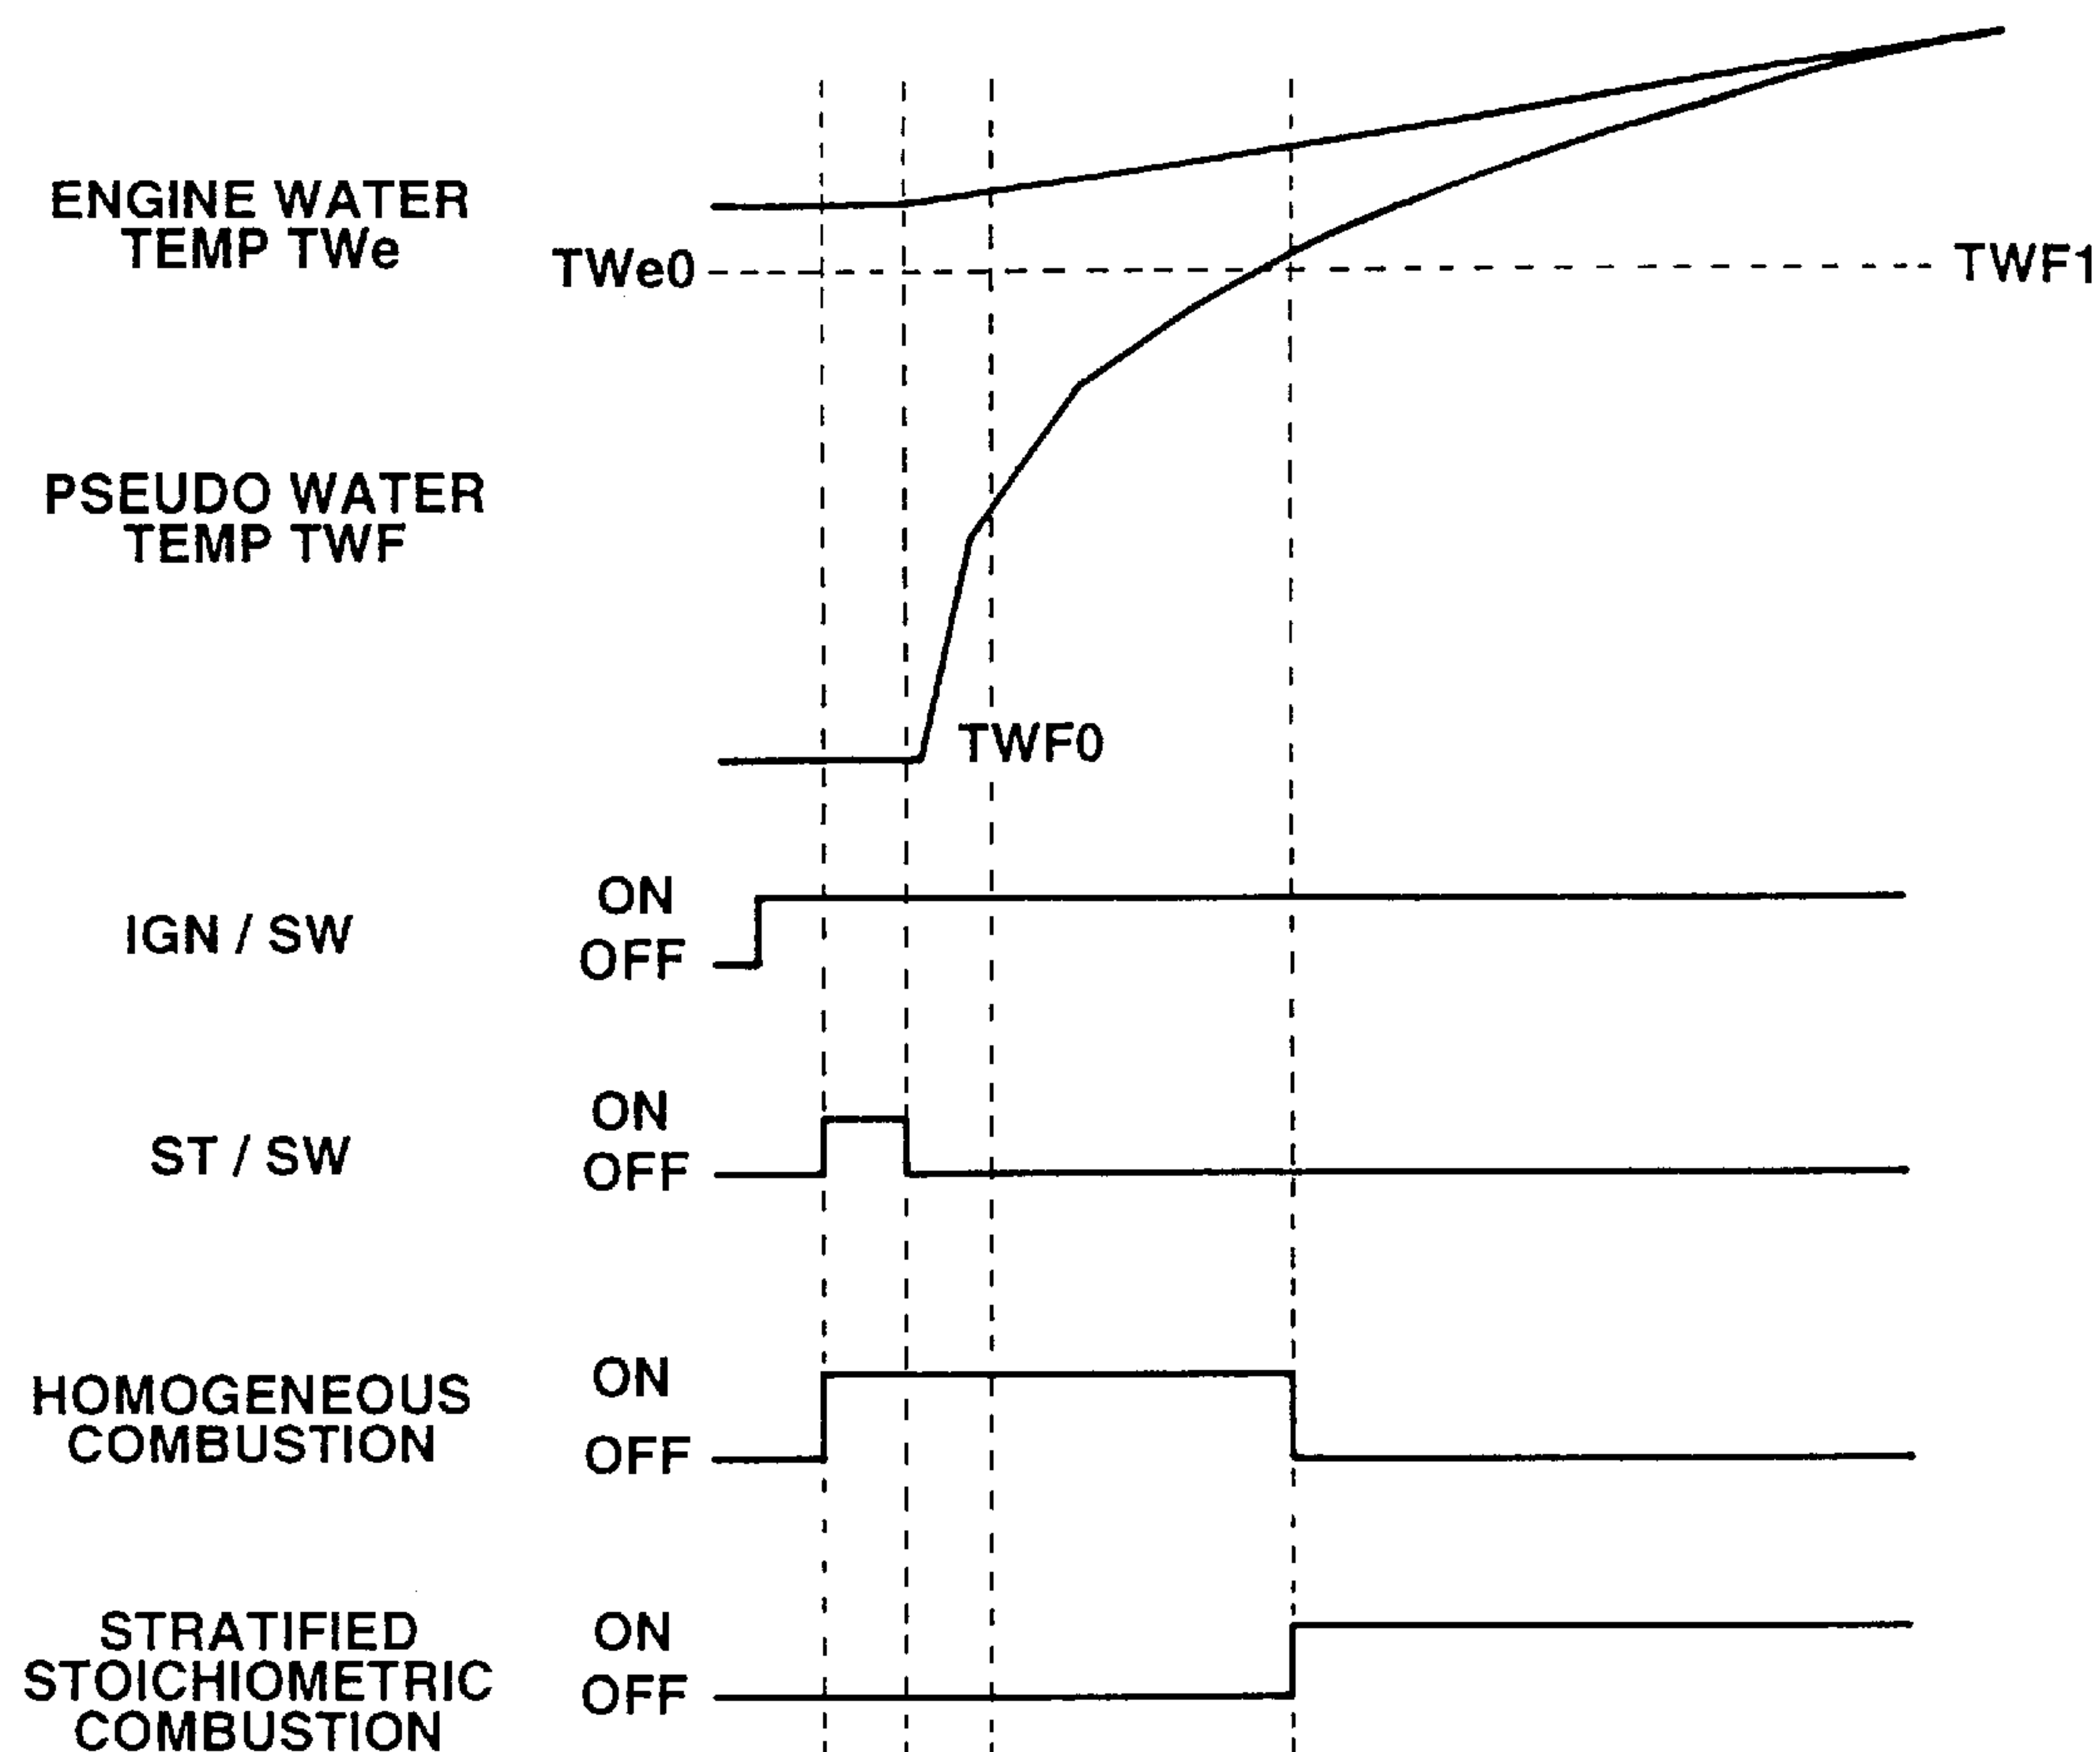 ENGINE WATER
TEMP TWe
TWe0
TWF1
PSEUDO WATER
TEMP TWF
TWF0
IGN / SW
ON
OFF
ST / SW
ON
OFF
HOMOGENEOUS
COMBUSTION
ON
OFF
STRATIFIED
STOICHIOMETRIC
COMBUSTION
ON
OFF